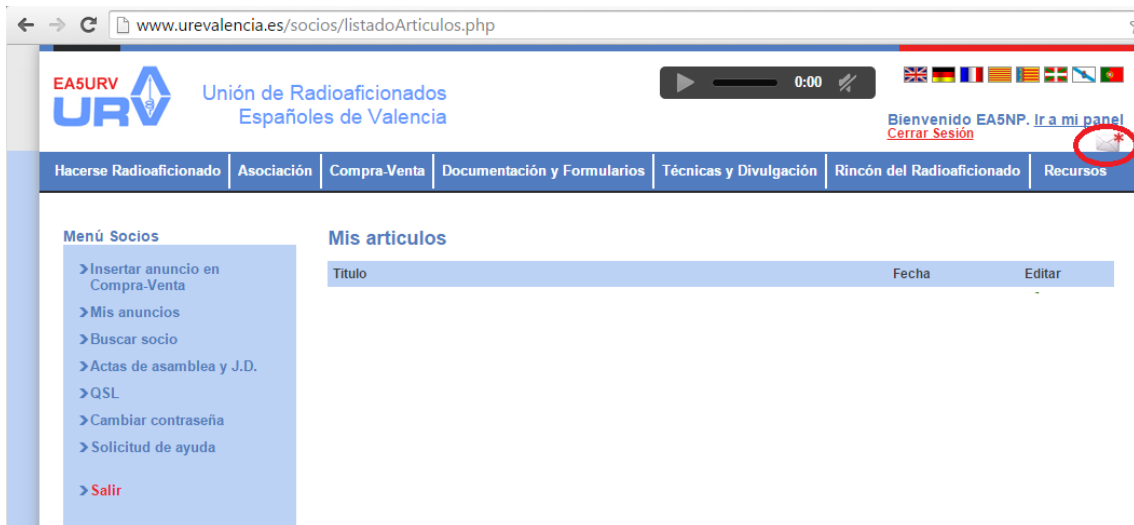 www.urevalencia.es/socios/listadoArticulos.php
EA5URV
URV
Unión de Radioaficionados
Españoles de Valencia
0:00
Bienvenido EA5NP. Ir a mi panel
Cerrar Sesión
Hacerse Radioaficionado Asociación Compra-Venta Documentación y Formularios Técnicas y Divulgación Rincón del Radioaficionado Recursos
Menú Socios
Insertar anuncio en
Compra-Venta
Mis anuncios
Buscar socio
Actas de asamblea y J.D.
QSL
Cambiar contraseña
Solicitud de ayuda
Salir
Mis articulos
Titulo Fecha Editar